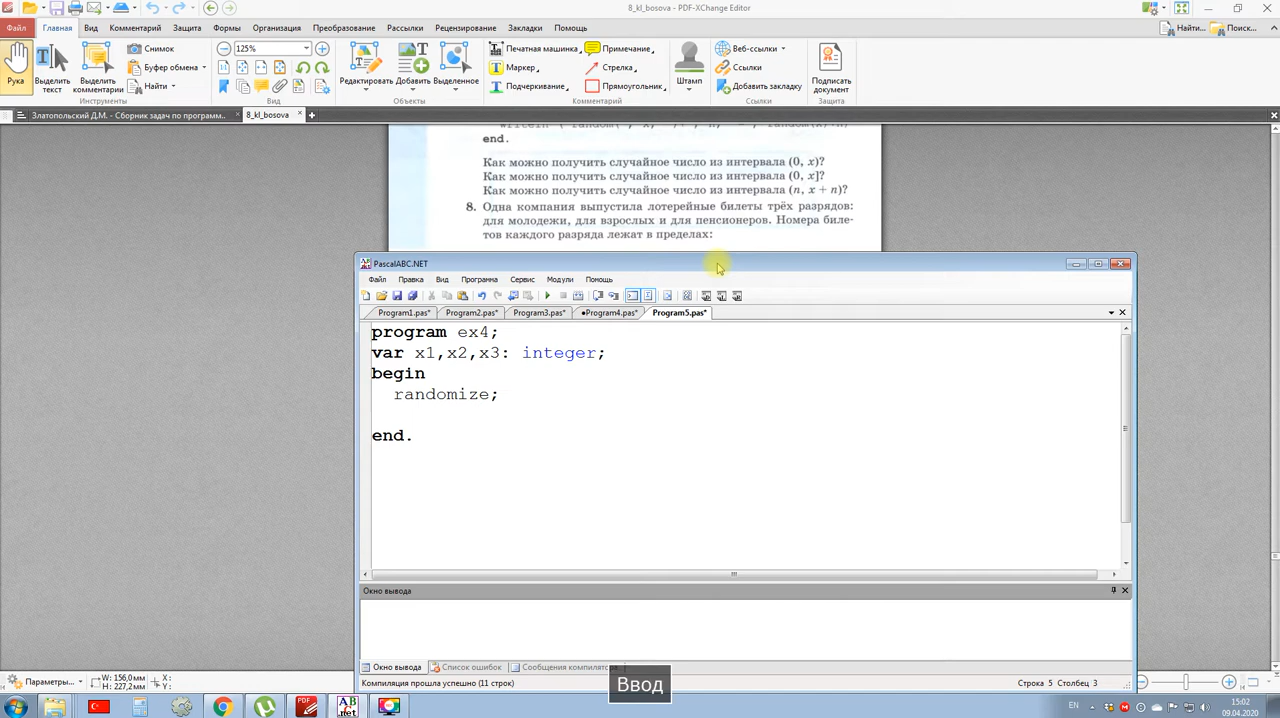 8_kl_bosova - PDF-XChange Editor
Файл Главная Вид Комментарий Защита Формы Организация Преобразование Рассылки Рецензирование Закладки Помощь
Найти... Поиск...
Рука
Выделить текст
Выделить комментарии
Снимок
Буфер обмена
Найти
Инструменты
125%
Вид
Редактировать
Добавить
Выделенное
Объекты
Печатная машинка
Маркер
Подчеркивание
Примечание
Стрелка
Прямоугольник
Комментарий
Штамп
Веб-ссылки
Ссылки
Добавить закладку
Ссылки
Подписать документ
Защита
Златопольский Д.М. - Сборник задач по программ...
8_kl_bosova
end.
Как можно получить случайное число из интервала (0, x)?
Как можно получить случайное число из интервала (0, x]?
Как можно получить случайное число из интервала (n, x + n)?
8. Одна компания выпустила лотерейные билеты трёх разрядов:
для молодежи, для взрослых и для пенсионеров. Номера биле-
тов каждого разряда лежат в пределах:
PascalABC.NET
Файл Правка Вид Программа Сервис Модули Помощь
Program1.pas* Program2.pas* Program3.pas* •Program4.pas* Program5.pas*
program ex4;
var x1,x2,x3: integer;
begin
randomize;
end.
Окно вывода
Окно вывода Список ошибок Сообщения компилят
Компиляция прошла успешно (11 строк)
Строка 5 Столбец 3
Ввод
Параметры...
W: 156,0мм
H: 227,2мм
X:
Y:
EN
15:02
09.04.2020